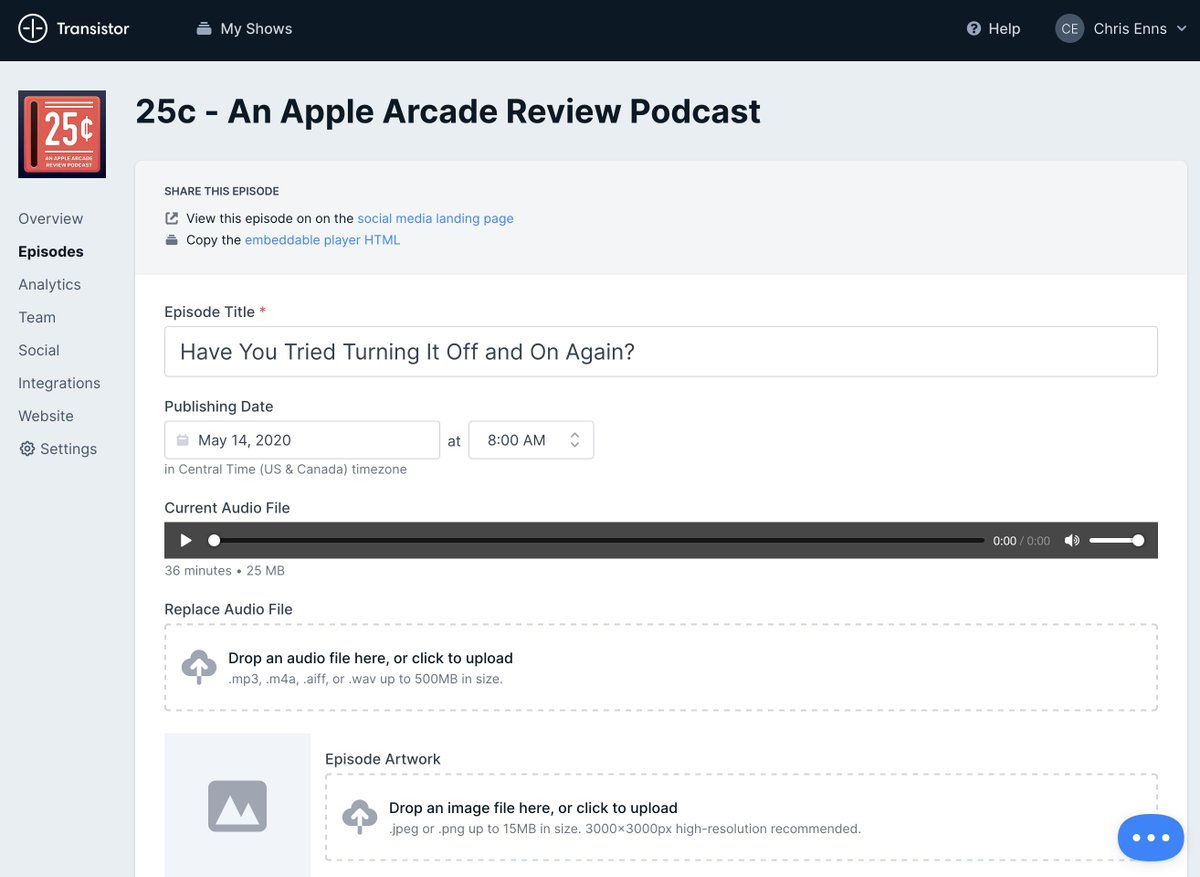 Transistor
My Shows
Help
CE
Chris Enns
25¢
AN APPLE ARCADE
REVIEW PODCAST
25c - An Apple Arcade Review Podcast
Overview
Episodes
Analytics
Team
Social
Integrations
Website
Settings
SHARE THIS EPISODE
View this episode on on the social media landing page
Copy the embeddable player HTML
Episode Title *
Have You Tried Turning It Off and On Again?
Publishing Date
May 14, 2020 at 8:00 AM
in Central Time (US & Canada) timezone
Current Audio File
0:00 / 0:00
36 minutes • 25 MB
Replace Audio File
Drop an audio file here, or click to upload
.mp3, .m4a, .aiff, or .wav up to 500MB in size.
Episode Artwork
Drop an image file here, or click to upload
.jpeg or .png up to 15MB in size. 3000×3000px high-resolution recommended.